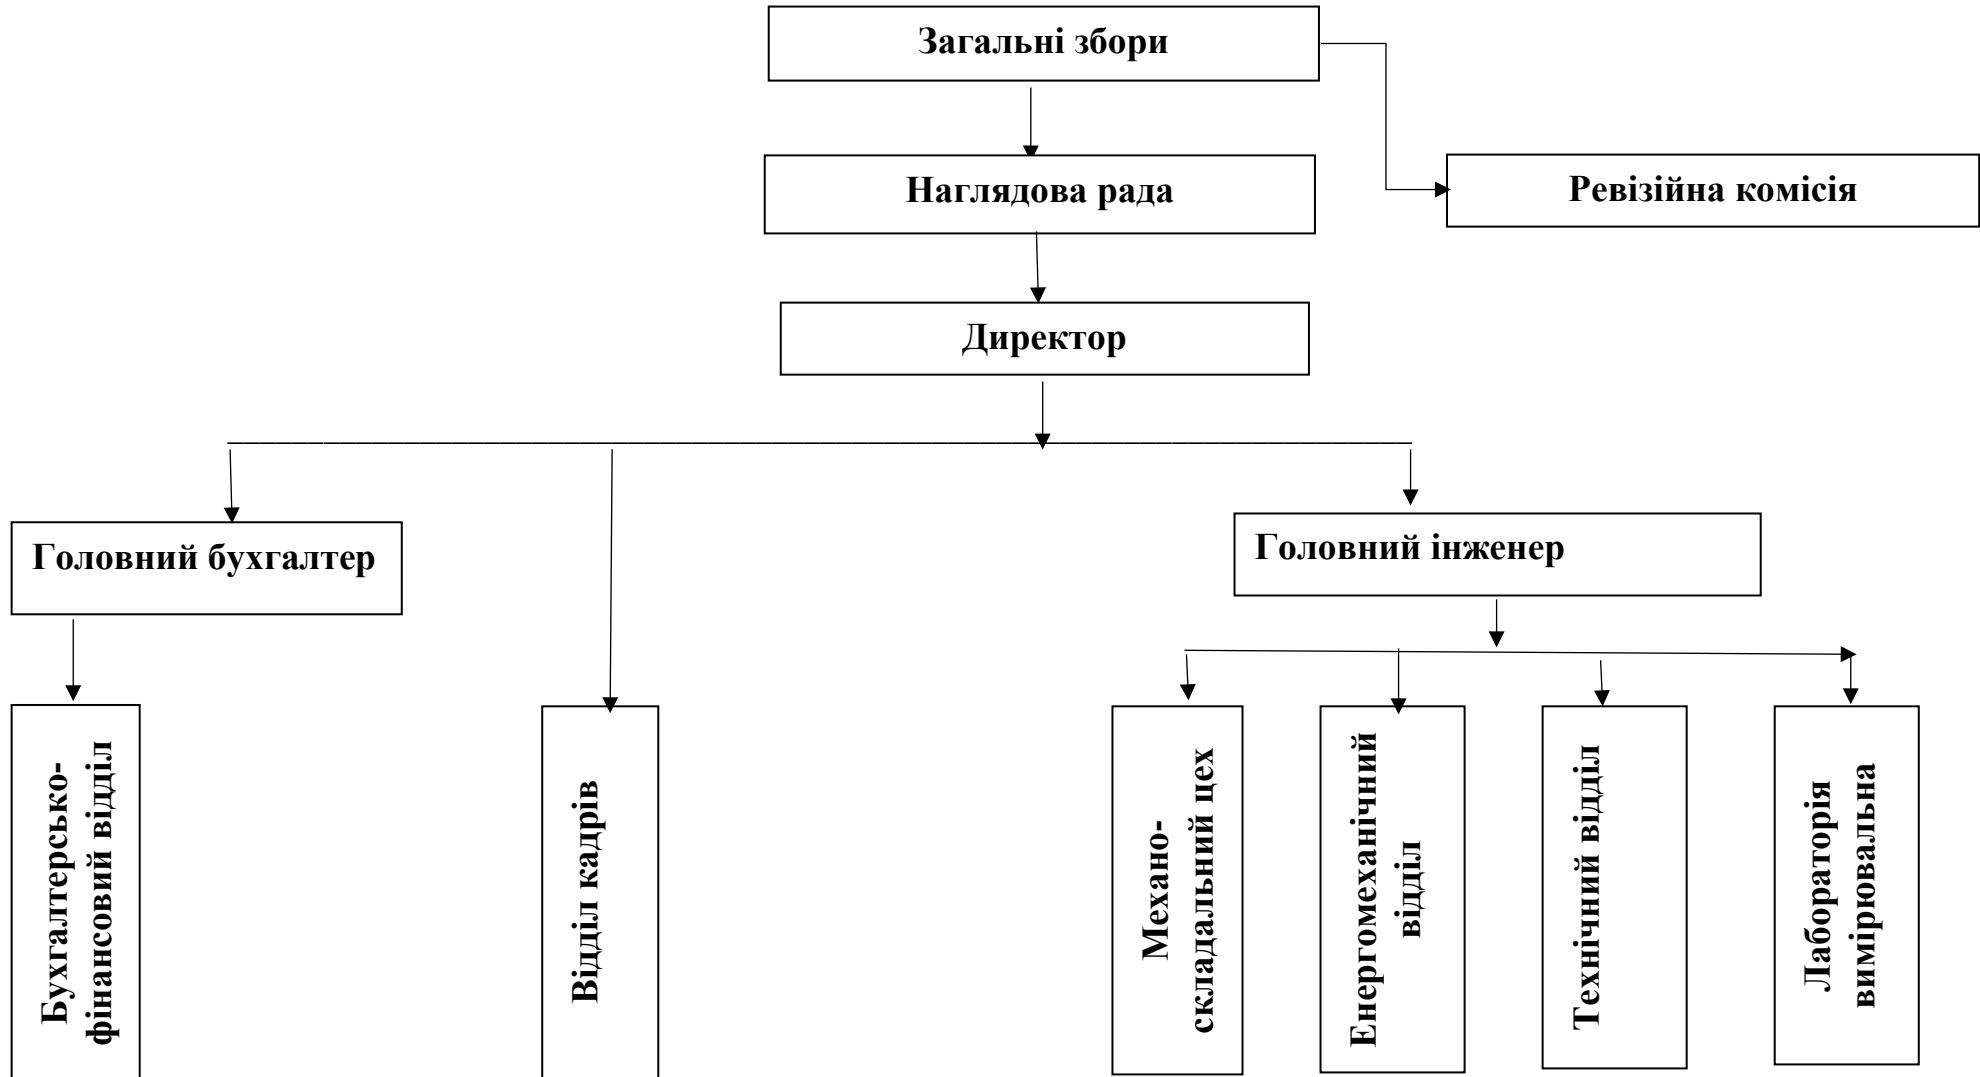 Загальні збори
Наглядова рада
Ревізійна комісія
Директор
Головний бухгалтер
Головний інженер
Бухгалтерсько-
фінансовий відділ
Відділ кадрів
Механо-
складальний цех
Енергомеханічний
відділ
Технічний відділ
Лабораторія
вимірювальна